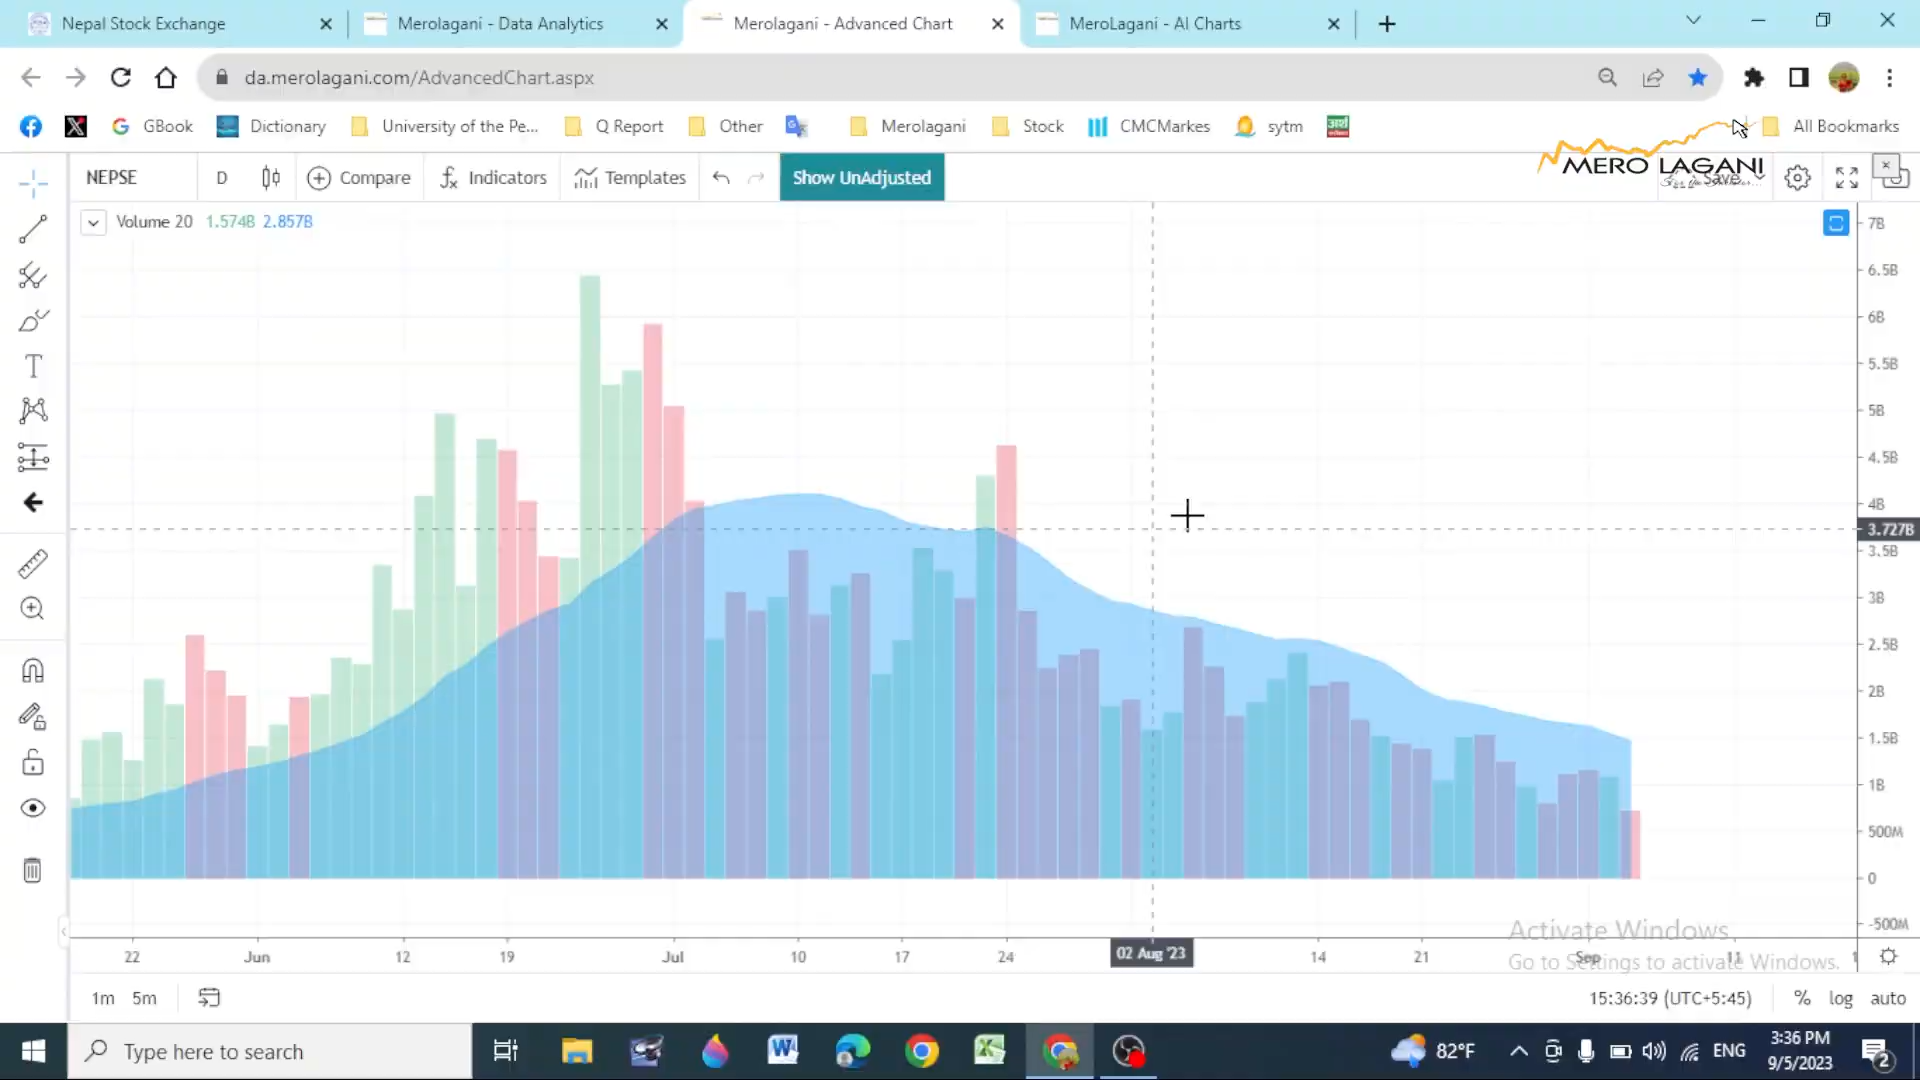 Nepal Stock Exchange
Merolagani - Data Analytics
Merolagani - Advanced Chart
MeroLagani - AI Charts
da.merolagani.com/AdvancedChart.aspx
GBook
Dictionary
University of the Pe...
Q Report
Other
Merolagani
Stock
CMCMarkes
sytm
All Bookmarks
MERO LAGANI
NEPSE
D
Compare
Indicators
Templates
Show UnAdjusted
Save
Volume 20 1.574B 2.857B
7B
6.5B
6B
5.5B
5B
4.5B
4B
3.727B
3.5B
3B
2.5B
2B
1.5B
1B
500M
0
-500M
Activate Windows
Go to Settings to activate Windows.
22 Jun 12 19 Jul 10 17 24 02 Aug '23 14 21 Sep 11 1
1m 5m
15:36:39 (UTC+5:45) % log auto
Type here to search
82°F
ENG
3:36 PM
9/5/2023
2